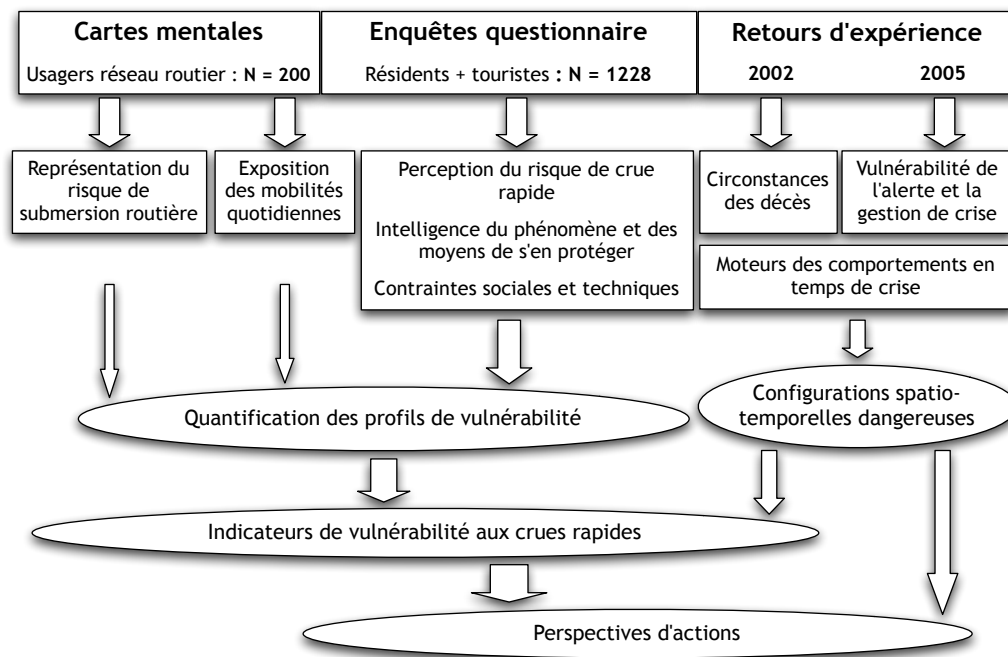 Cartes mentales
Usagers réseau routier : N = 200
Enquêtes questionnaire
Résidents + touristes : N = 1228
Retours d'expérience
2002
2005
Représentation du
risque de
submersion routière
Exposition
des mobilités
quotidiennes
Perception du risque de crue
rapide
Intelligence du phénomène et des
moyens de s'en protéger
Contraintes sociales et techniques
Circonstances
des décès
Vulnérabilité de
l'alerte et la
gestion de crise
Moteurs des comportements en
temps de crise
Quantification des profils de vulnérabilité
Configurations spatio-
temporelles dangereuses
Indicateurs de vulnérabilité aux crues rapides
Perspectives d'actions